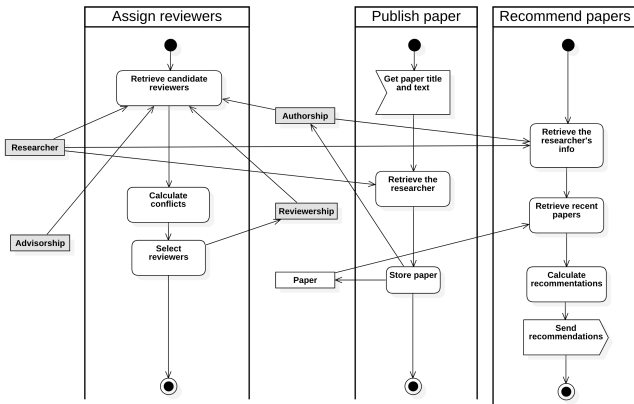 Assign reviewers
Publish paper
Recommend papers
Retrieve candidate
reviewers
Get paper title
and text
Authorship
Researcher
Retrieve the
researcher's
info
Retrieve the
researcher
Calculate
conflicts
Reviewership
Retrieve recent
papers
Advisorship
Select
reviewers
Paper
Store paper
Calculate
recommentations
Send
recommendations